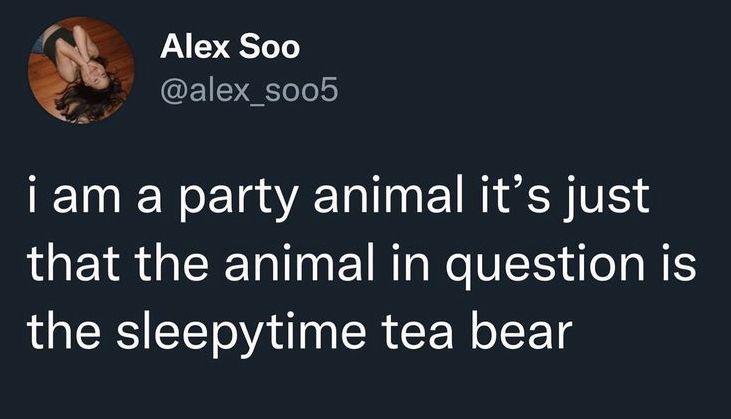 Alex Soo
@alex_soo5
i am a party animal it’s just
that the animal in question is
the sleepytime tea bear